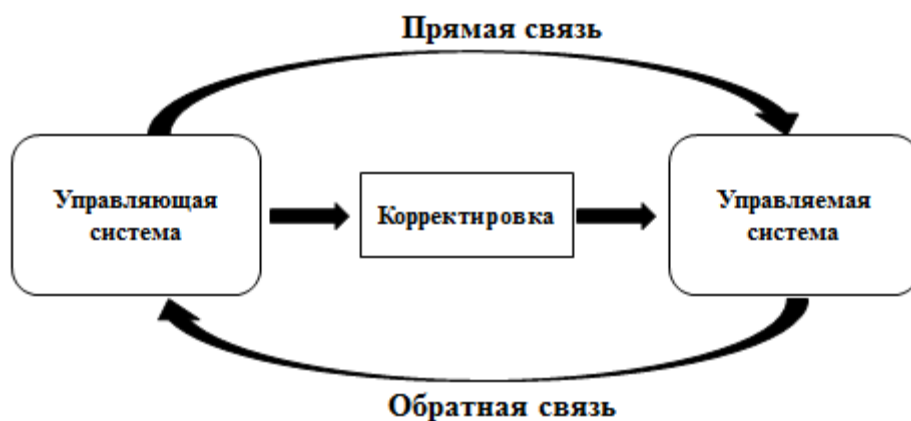 Прямая связь
Управляющая
система
Корректировка
Управляемая
система
Обратная связь